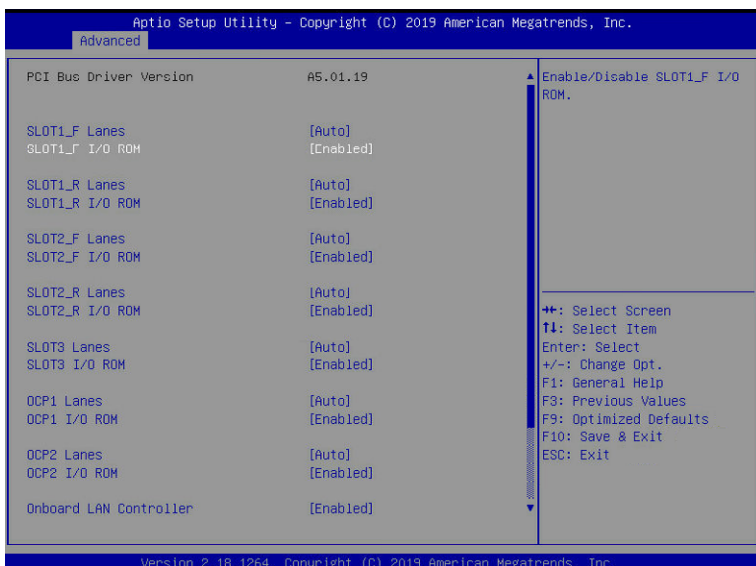 Aptio Setup Utility – Copyright (C) 2019 American Megatrends, Inc.
Advanced
PCI Bus Driver Version A5.01.19
SLOT1_F Lanes [Auto]
SLOT1_F I/O ROM [Enabled]
SLOT1_R Lanes [Auto]
SLOT1_R I/O ROM [Enabled]
SLOT2_F Lanes [Auto]
SLOT2_F I/O ROM [Enabled]
SLOT2_R Lanes [Auto]
SLOT2_R I/O ROM [Enabled]
SLOT3 Lanes [Auto]
SLOT3 I/O ROM [Enabled]
OCP1 Lanes [Auto]
OCP1 I/O ROM [Enabled]
OCP2 Lanes [Auto]
OCP2 I/O ROM [Enabled]
Onboard LAN Controller [Enabled]
Enable/Disable SLOT1_F I/O
ROM.
→←: Select Screen
↑↓: Select Item
Enter: Select
+/-: Change Opt.
F1: General Help
F3: Previous Values
F9: Optimized Defaults
F10: Save & Exit
ESC: Exit
Version 2.18.1264. Copyright (C) 2019 American Megatrends, Inc.